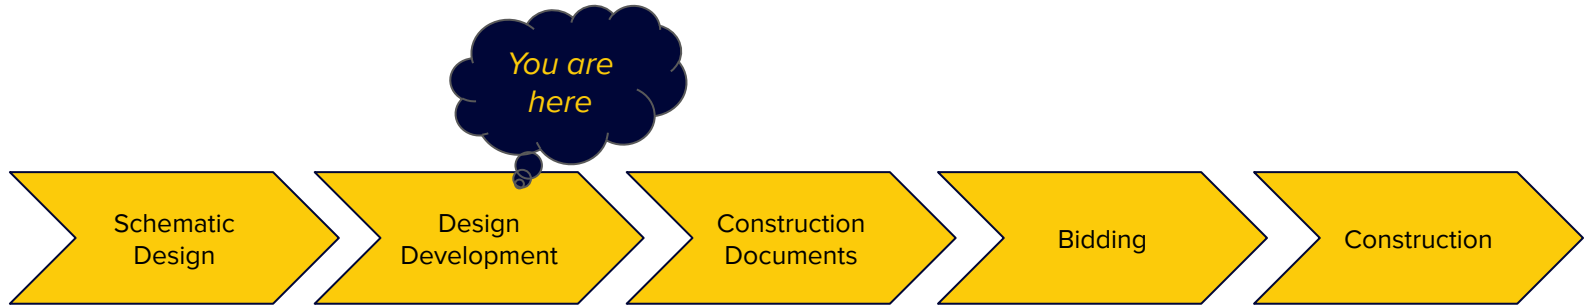 You are
here
Schematic
Design
Design
Development
Construction
Documents
Bidding
Construction